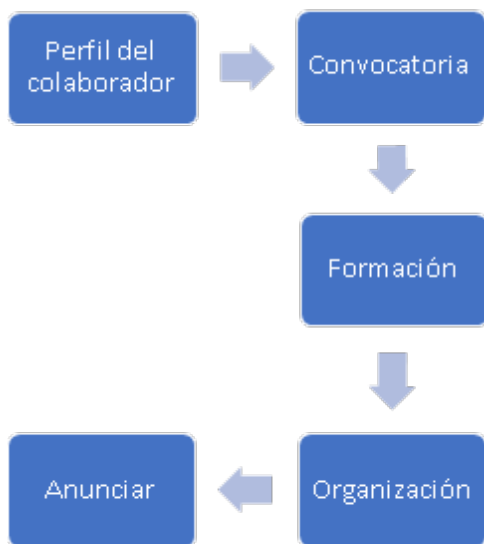 Perfil del
colaborador
Convocatoria
Formación
Organización
Anunciar